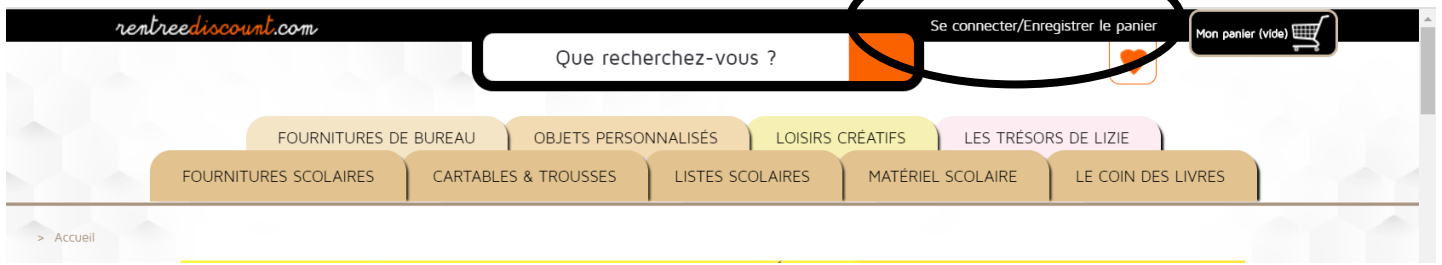 rentreediscount.com
Se connecter/Enregistrer le panier
Mon panier (vide)
Que recherchez-vous ?
FOURNITURES DE BUREAU
OBJETS PERSONNALISÉS
LOISIRS CRÉATIFS
LES TRÉSORS DE LIZIE
FOURNITURES SCOLAIRES
CARTABLES & TROUSSES
LISTES SCOLAIRES
MATÉRIEL SCOLAIRE
LE COIN DES LIVRES
> Accueil